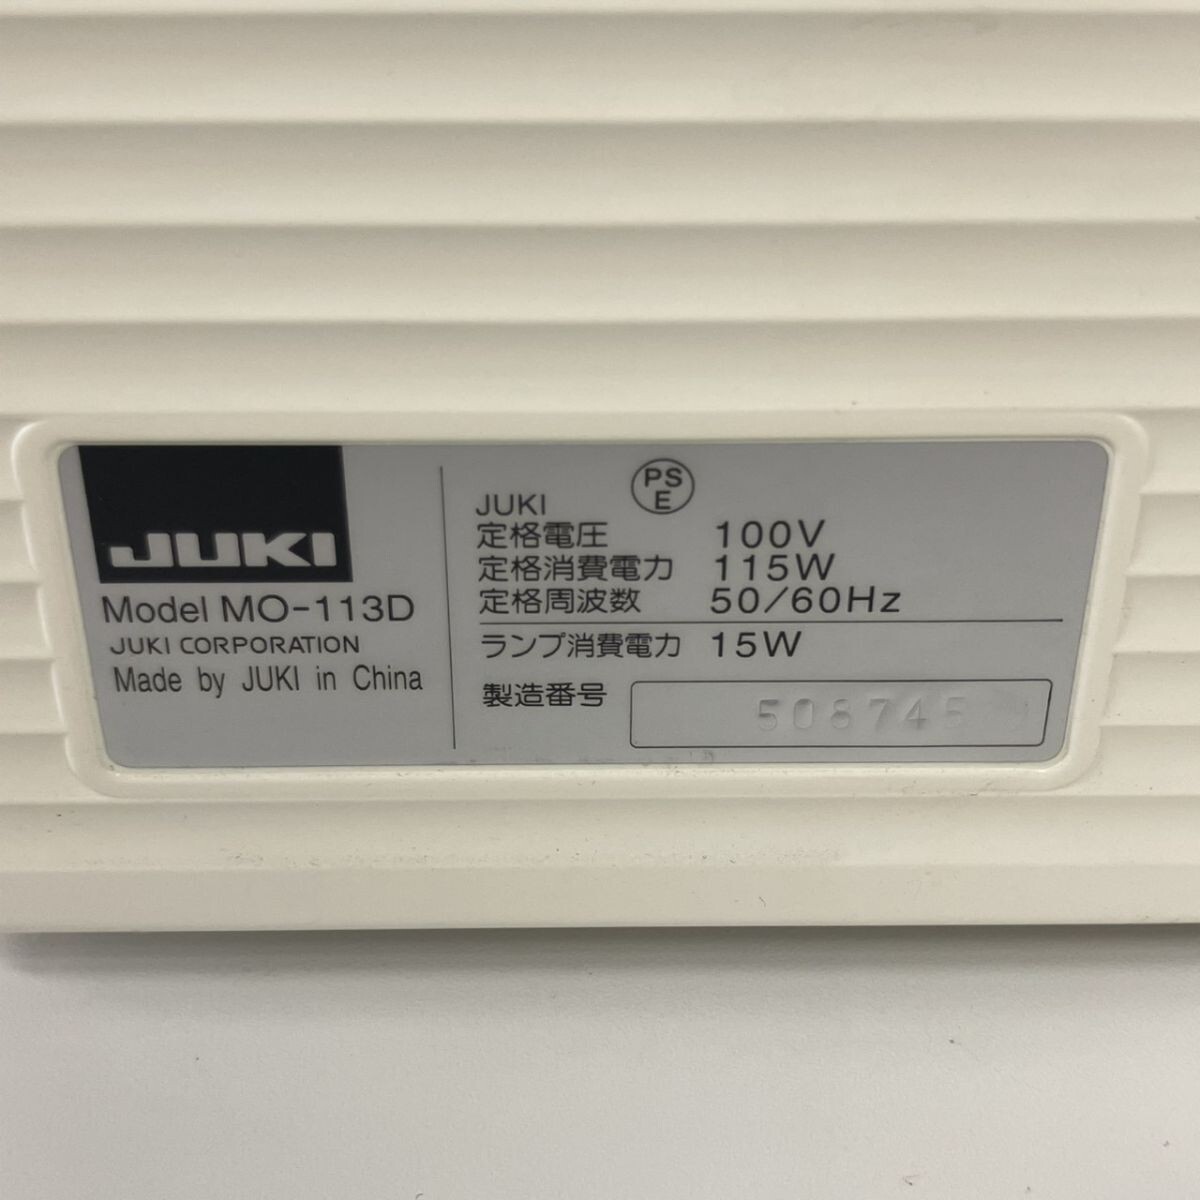 JUKI
Model MO-113D
JUKI CORPORATION
Made by JUKI in China
PS
E
JUKI
定格電圧 100V
定格消費電力 115W
定格周波数 50/60Hz
ランプ消費電力 15W
製造番号